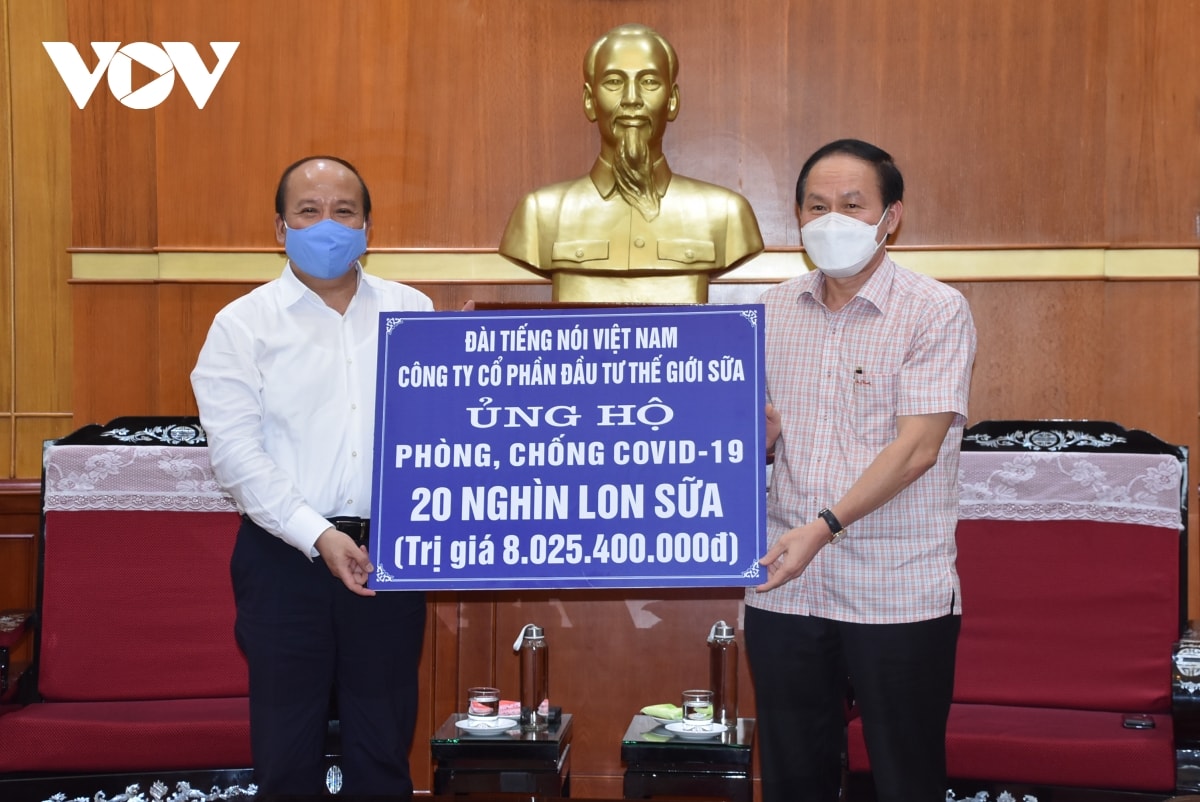 VOV
ĐÀI TIẾNG NÓI VIỆT NAM
CÔNG TY CỔ PHẦN ĐẦU TƯ THẾ GIỚI SỮA
ỦNG HỘ
PHÒNG, CHỐNG COVID-19
20 NGHÌN LON SỮA
(Trị giá 8.025.400.000đ)